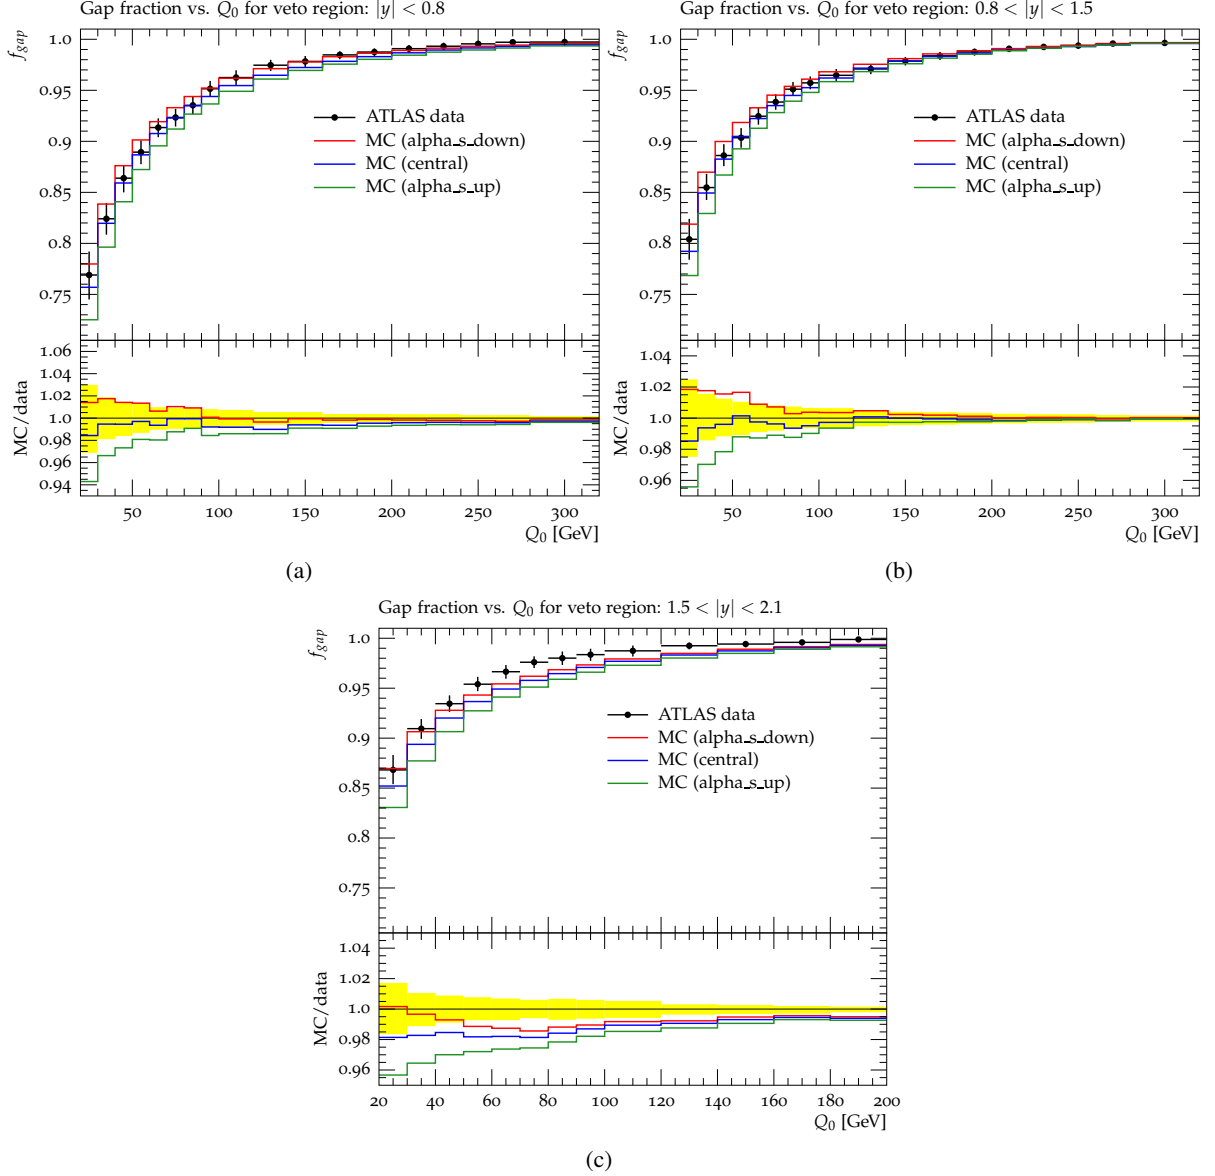 Gap fraction vs. Q0 for veto region: |y| < 0.8
fgap
1.0
0.95
0.9
0.85
0.8
0.75
ATLAS data
MC (alpha_s_down)
MC (central)
MC (alpha_s_up)
MC/data
1.06
1.04
1.02
1.0
0.98
0.96
0.94
50 100 150 200 250 300
Q0 [GeV]
(a)
Gap fraction vs. Q0 for veto region: 0.8 < |y| < 1.5
fgap
1.0
0.95
0.9
0.85
0.8
0.75
ATLAS data
MC (alpha_s_down)
MC (central)
MC (alpha_s_up)
MC/data
1.04
1.02
1.0
0.98
0.96
50 100 150 200 250 300
Q0 [GeV]
(b)
Gap fraction vs. Q0 for veto region: 1.5 < |y| < 2.1
fgap
1.0
0.95
0.9
0.85
0.8
0.75
ATLAS data
MC (alpha_s_down)
MC (central)
MC (alpha_s_up)
MC/data
1.04
1.02
1.0
0.98
0.96
20 40 60 80 100 120 140 160 180 200
Q0 [GeV]
(c)